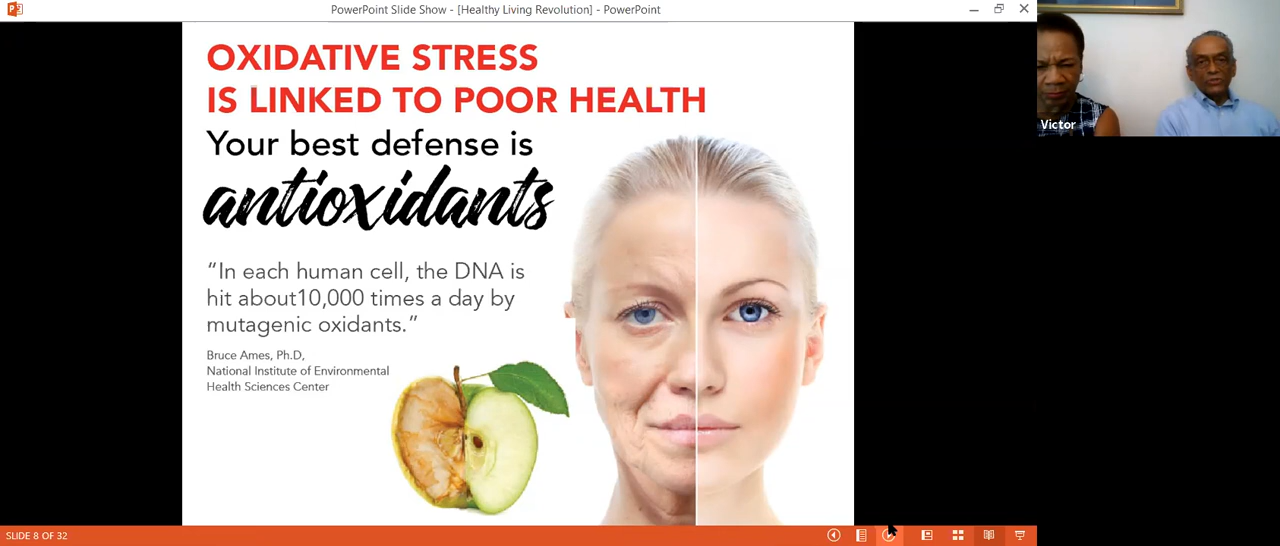 PowerPoint Slide Show - [Healthy Living Revolution] - PowerPoint
OXIDATIVE STRESS
IS LINKED TO POOR HEALTH
Your best defense is
antioxidants
“In each human cell, the DNA is
hit about10,000 times a day by
mutagenic oxidants.”
Bruce Ames, Ph.D,
National Institute of Environmental
Health Sciences Center
Victor
SLIDE 8 OF 32